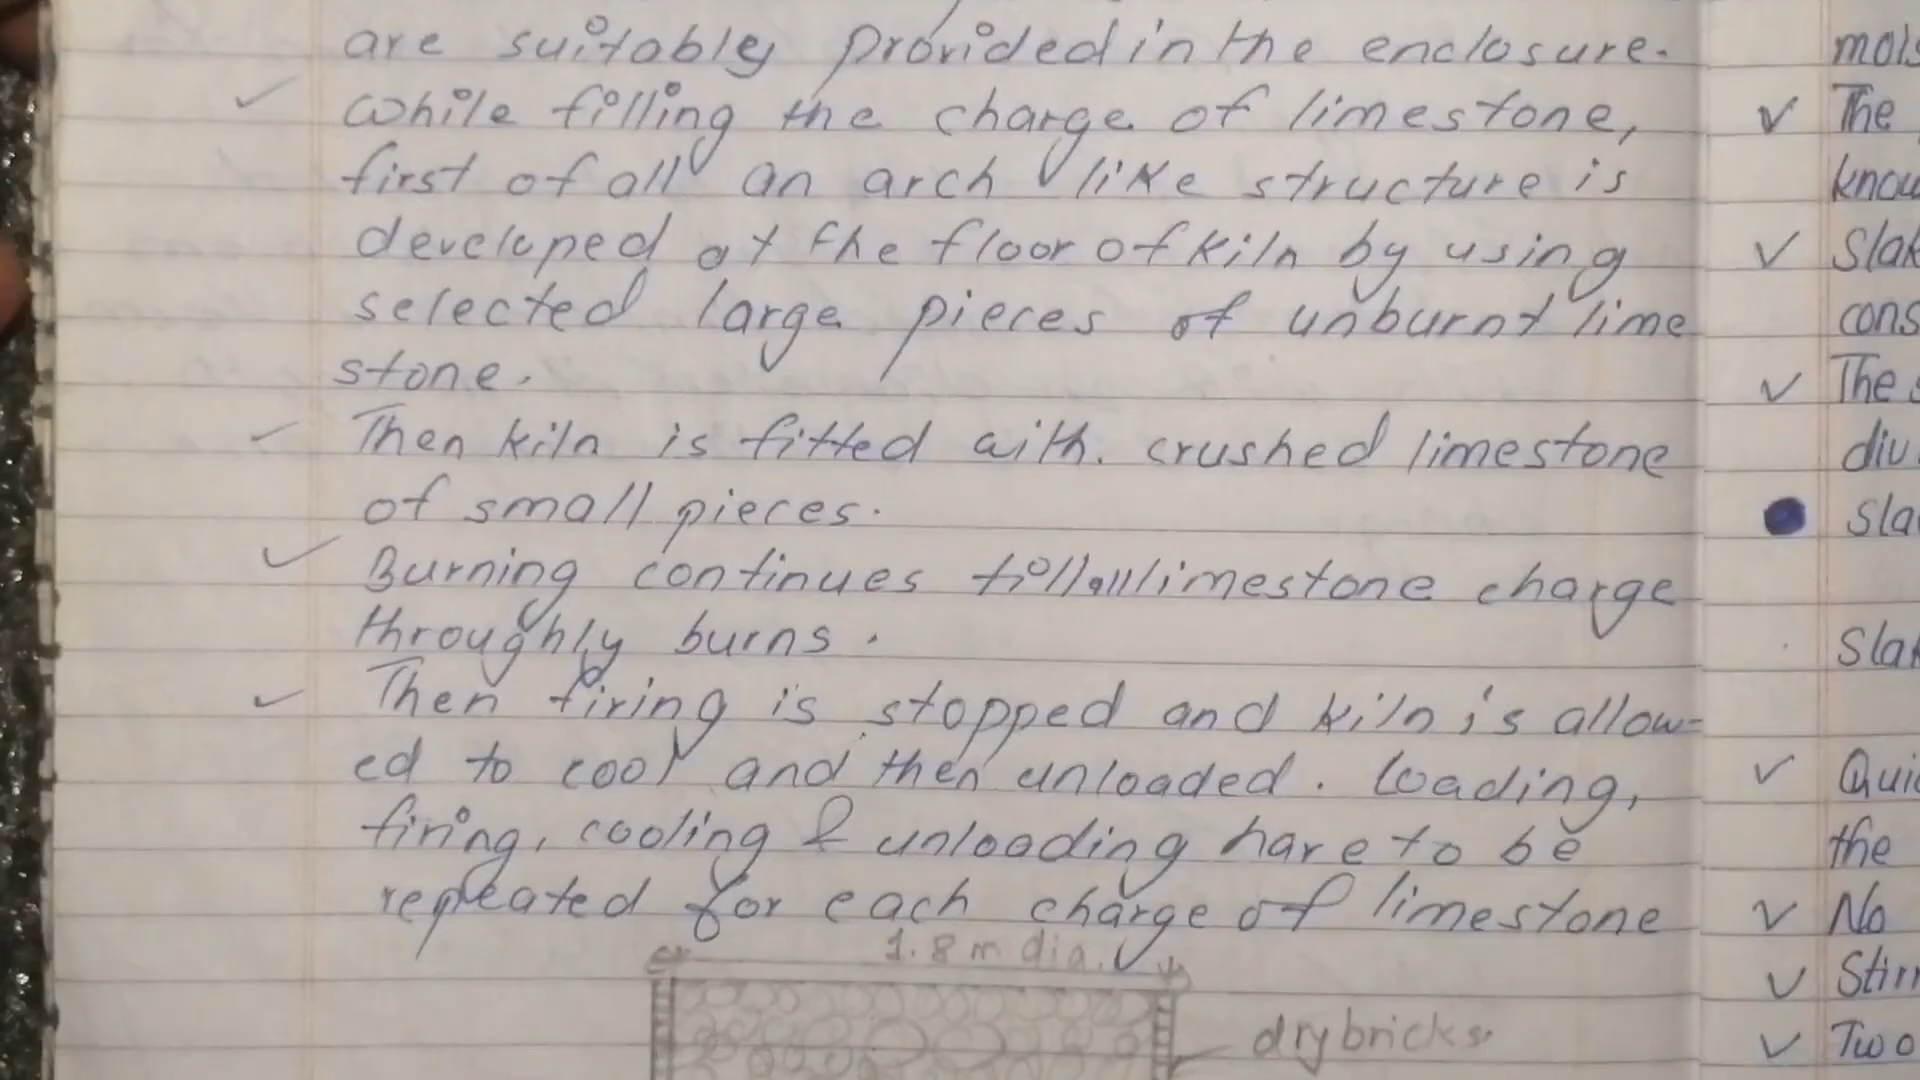 are suitably provided in the enclosure.
While filling the charge of limestone,
first of all an arch like structure is
developed at the floor of kiln by using
selected large pieces of unburnt lime
stone.
Then kiln is fitted with. crushed limestone
of small pieces.
Burning continues till all limestone charge
throughly burns.
Then firing is stopped and kiln is allow-
ed to cool and then unloaded. Loading,
firing, cooling & unloading have to be
repeated for each charge of limestone
1.8 m dia.
dry bricks
The
cons
The
No
Two
the